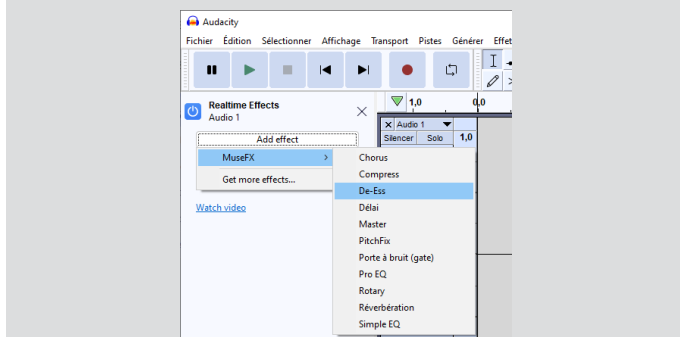 Audacity
Fichier Édition Sélectionner Affichage Transport Pistes Générer Effet
Realtime Effects
Audio 1
1,0 0,0
Add effect
Audio 1
Silencer Solo 1,0
MuseFX
Get more effects...
Watch video
Chorus
Compress
De-Ess
Délai
Master
PitchFix
Porte à bruit (gate)
Pro EQ
Rotary
Réverbération
Simple EQ